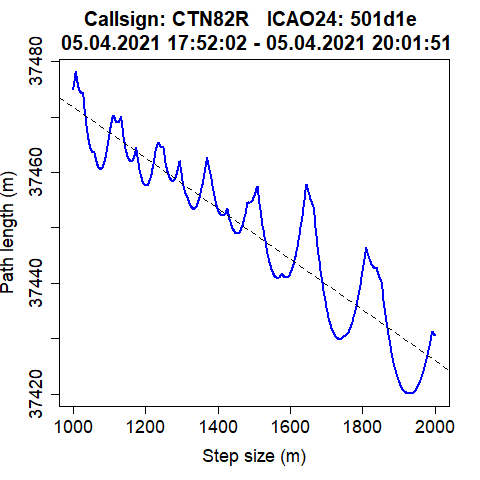 Callsign: CTN82R   ICAO24: 501d1e
05.04.2021 17:52:02 - 05.04.2021 20:01:51
Path length (m)
37480
37460
37440
37420
1000
1200
1400
1600
1800
2000
Step size (m)